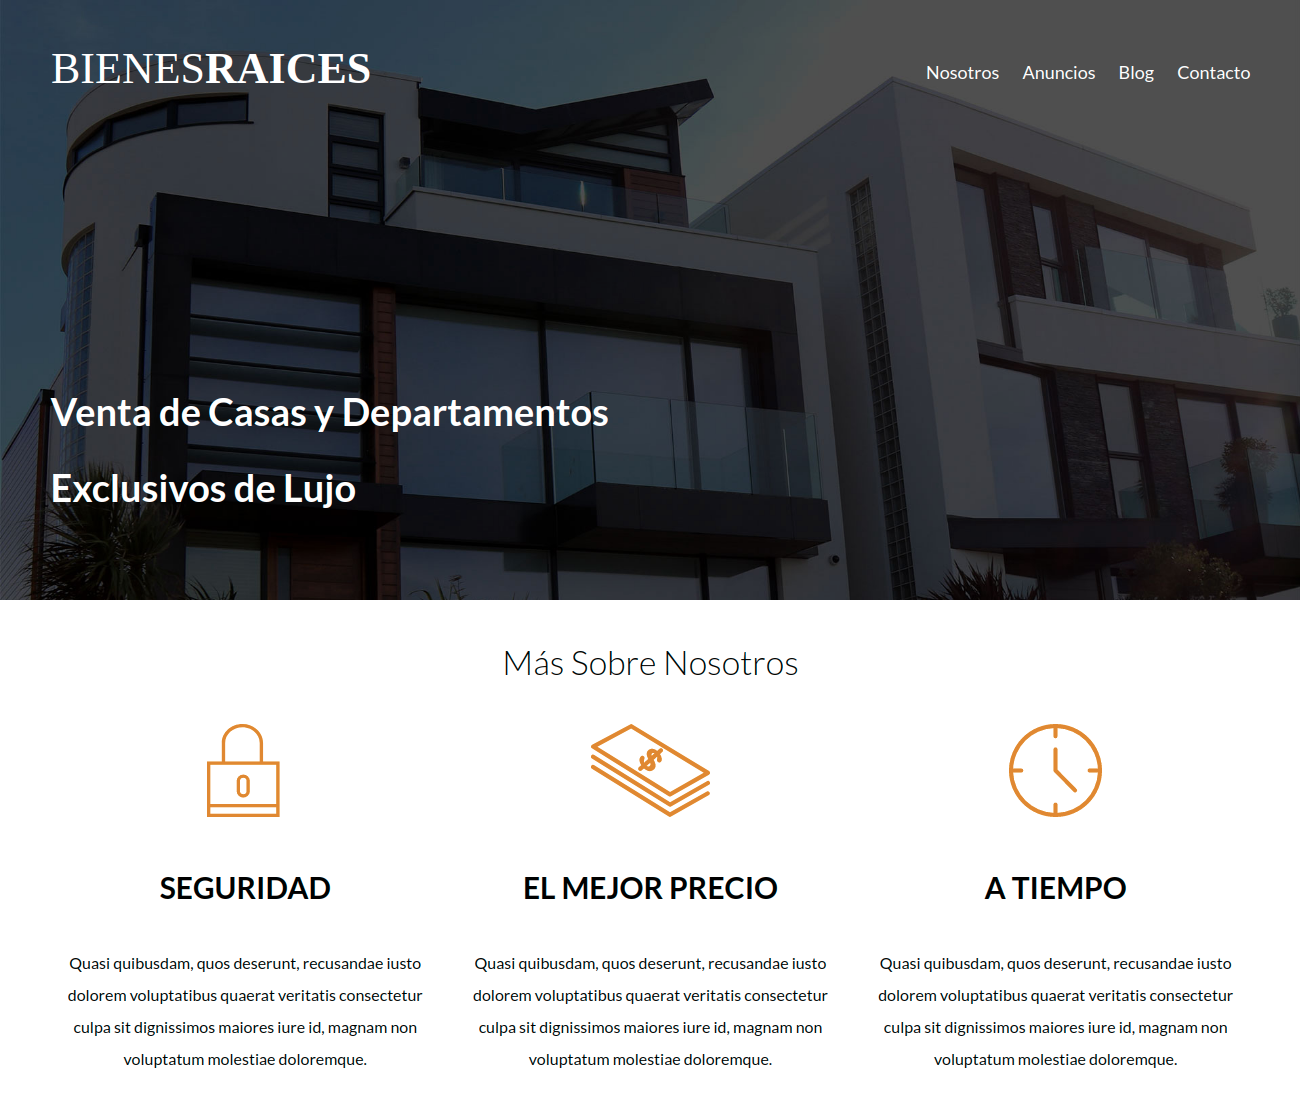 BIENESRAICES
Nosotros Anuncios Blog Contacto
Venta de Casas y Departamentos
Exclusivos de Lujo
Más Sobre Nosotros
$
SEGURIDAD
Quasi quibusdam, quos deserunt, recusandae iusto
dolorem voluptatibus quaerat veritatis consectetur
culpa sit dignissimos maiores iure id, magnam non
voluptatum molestiae doloremque.
EL MEJOR PRECIO
Quasi quibusdam, quos deserunt, recusandae iusto
dolorem voluptatibus quaerat veritatis consectetur
culpa sit dignissimos maiores iure id, magnam non
voluptatum molestiae doloremque.
A TIEMPO
Quasi quibusdam, quos deserunt, recusandae iusto
dolorem voluptatibus quaerat veritatis consectetur
culpa sit dignissimos maiores iure id, magnam non
voluptatum molestiae doloremque.